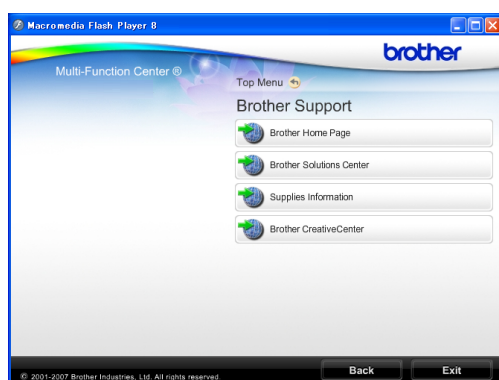 Macromedia Flash Player 8
brother
Multi-Function Center ®
Top Menu
Brother Support
Brother Home Page
Brother Solutions Center
Supplies Information
Brother CreativeCenter
Back
Exit
© 2001-2007 Brother Industries, Ltd. All rights reserved